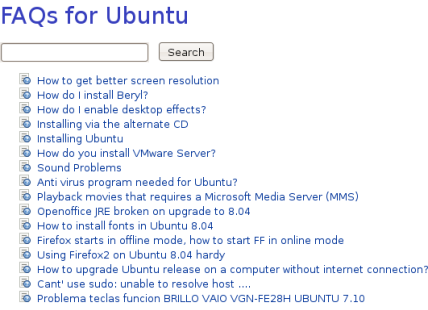 FAQs for Ubuntu
Search
How to get better screen resolution
How do I install Beryl?
How do I enable desktop effects?
Installing via the alternate CD
Installing Ubuntu
How do you install VMware Server?
Sound Problems
Anti virus program needed for Ubuntu?
Playback movies that requires a Microsoft Media Server (MMS)
Openoffice JRE broken on upgrade to 8.04
How to install fonts in Ubuntu 8.04
Firefox starts in offline mode, how to start FF in online mode
Using Firefox2 on Ubuntu 8.04 hardy
How to upgrade Ubuntu release on a computer without internet connection?
Cant' use sudo: unable to resolve host ....
Problema teclas funcion BRILLO VAIO VGN-FE28H UBUNTU 7.10